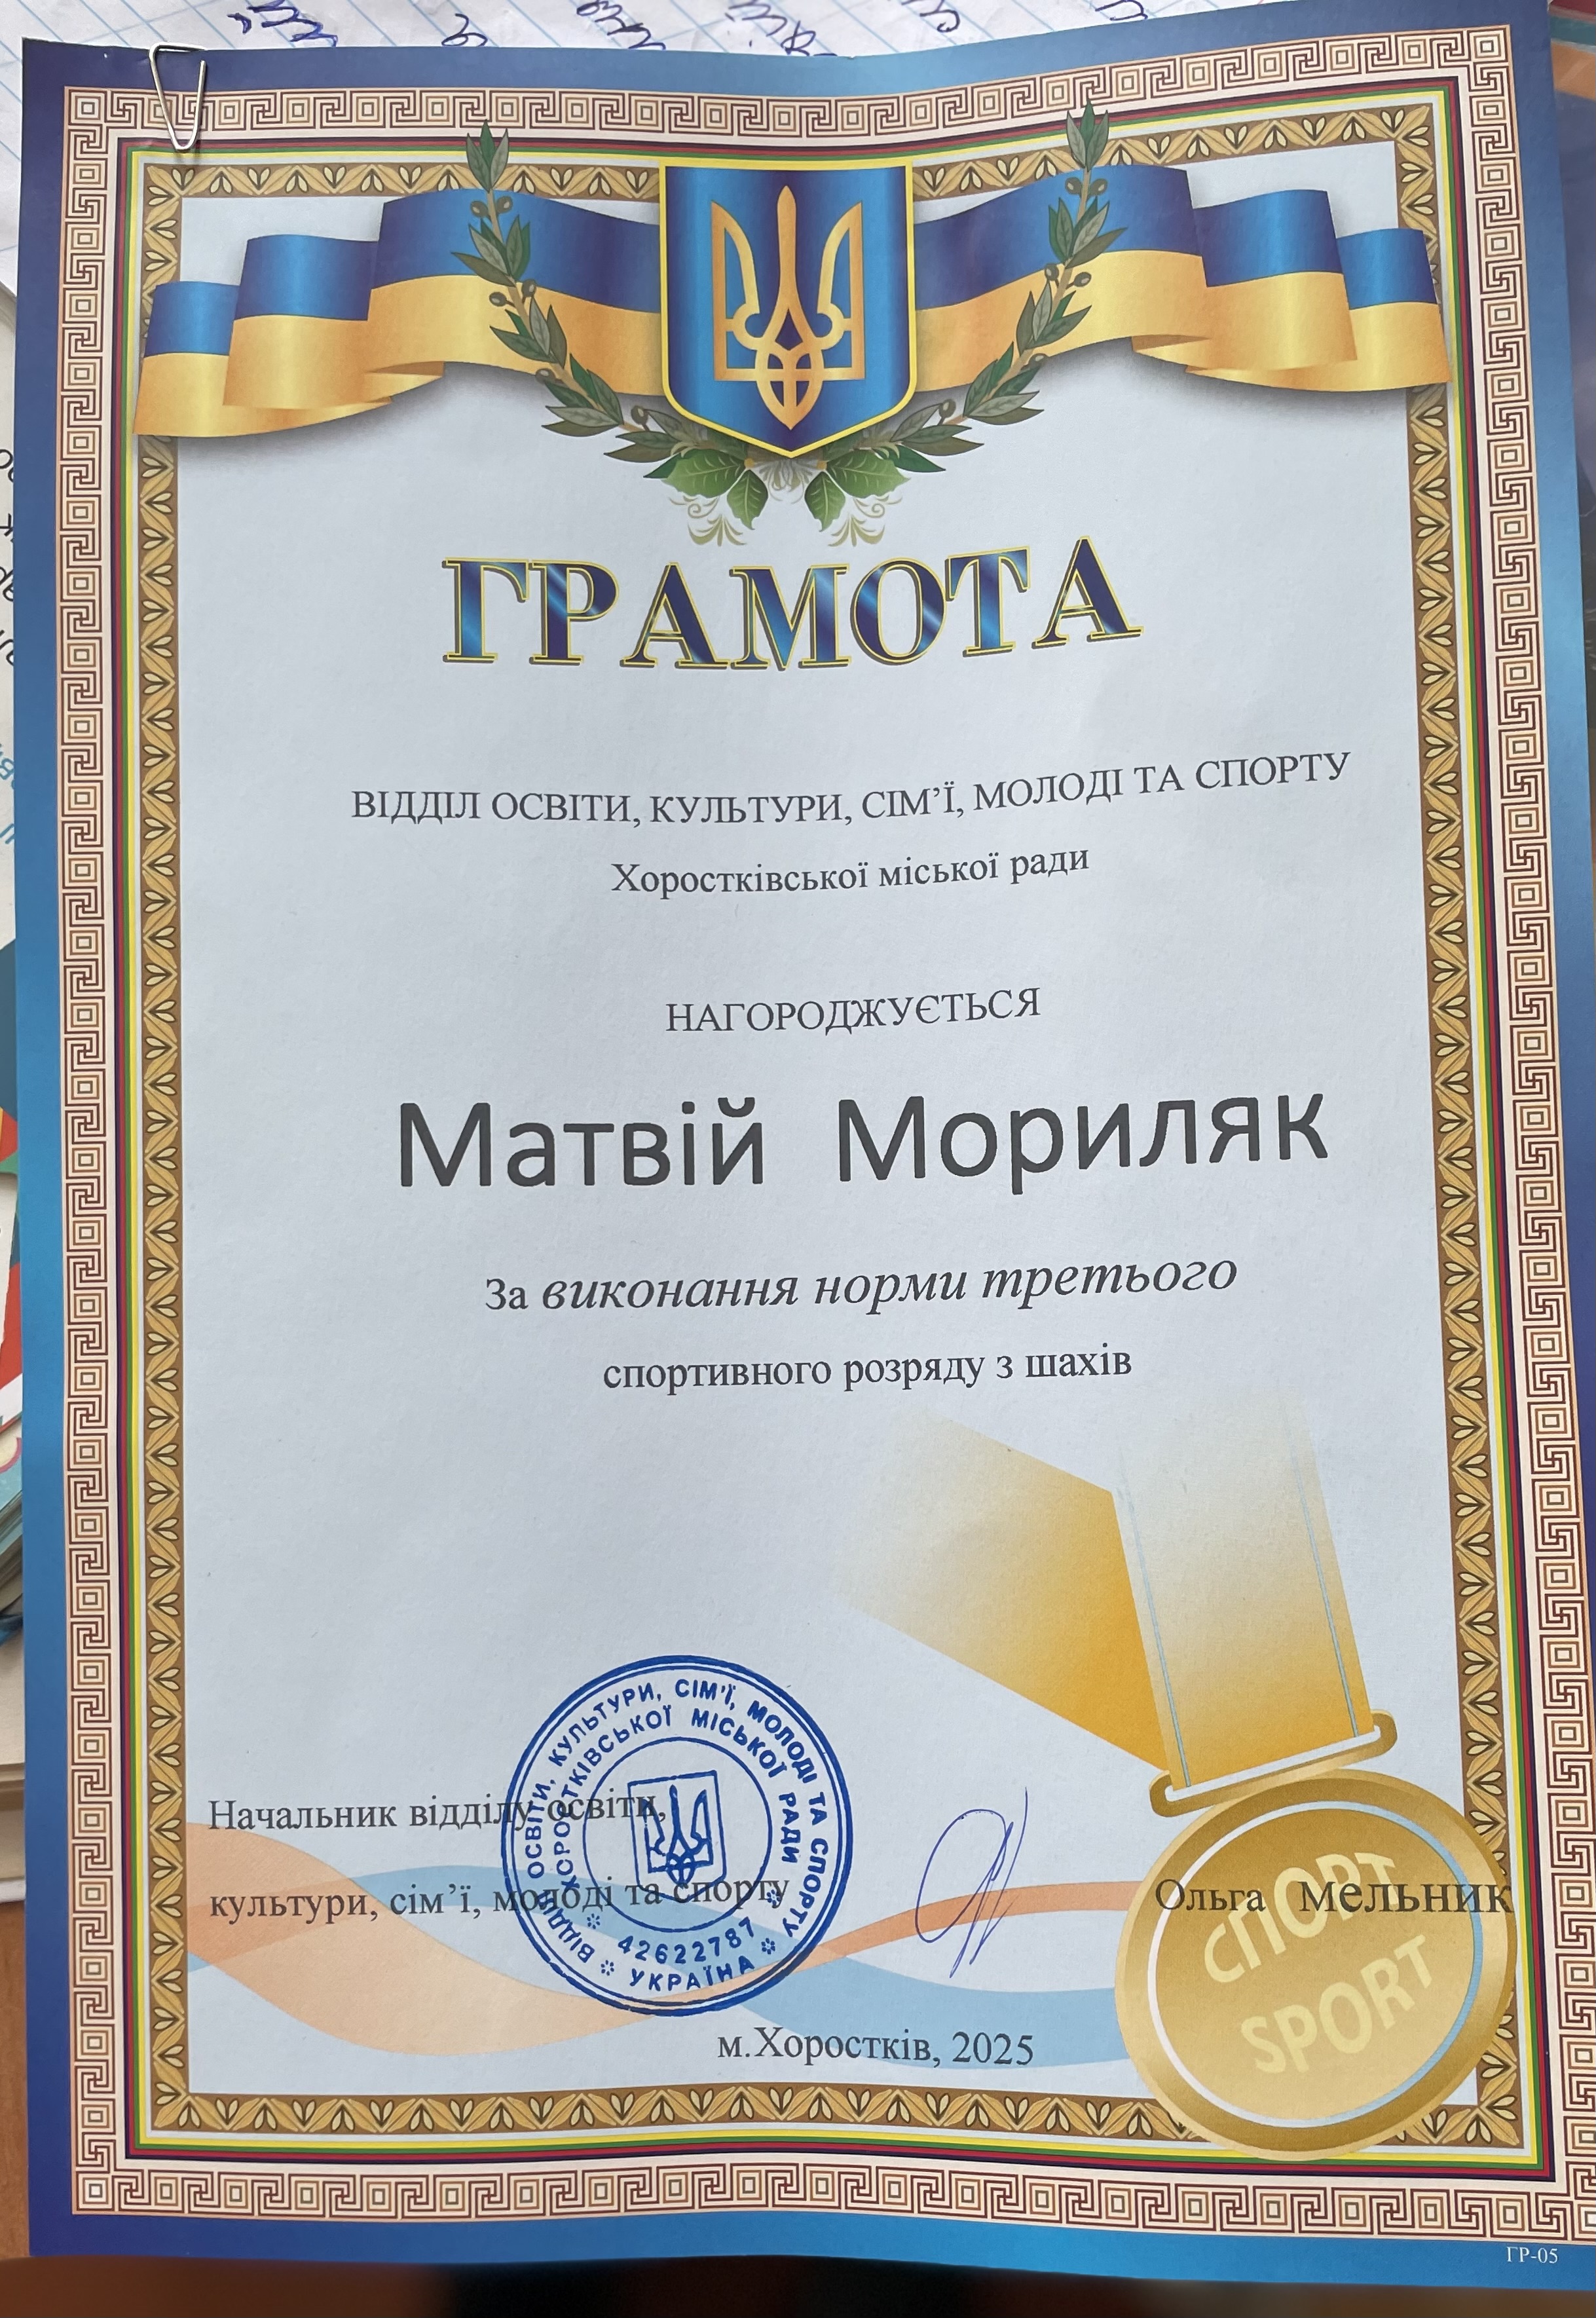 ГРАМОТА
ВІДДІЛ ОСВІТИ, КУЛЬТУРИ, СІМ’Ї, МОЛОДІ ТА СПОРТУ
Хоростківської міської ради
НАГОРОДЖУЄТЬСЯ
Матвій Мориляк
За виконання норми третього
спортивного розряду з шахів
Начальник відділу освіти,
культури, сім’ї, молоді та спорту
Ольга Мельник
ВІДДІЛ ОСВІТИ, КУЛЬТУРИ, СІМ'Ї, МОЛОДІ ТА СПОРТУ
ХОРОСТКІВСЬКОЇ МІСЬКОЇ РАДИ
42622787
УКРАЇНА
СПОРТ
SPORT
м.Хоростків, 2025
ГР-05